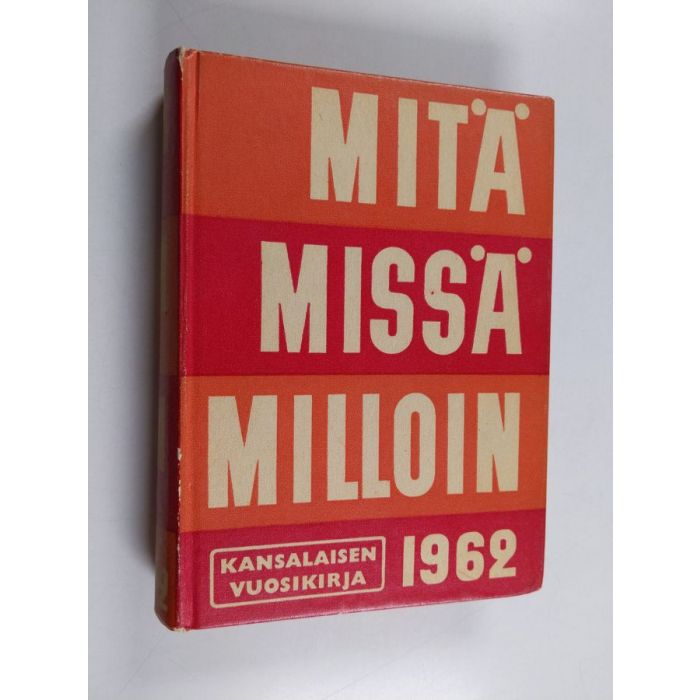 MITÄ
MISSÄ
MILLOIN
KANSALAISEN
VUOSIKIRJA
1962